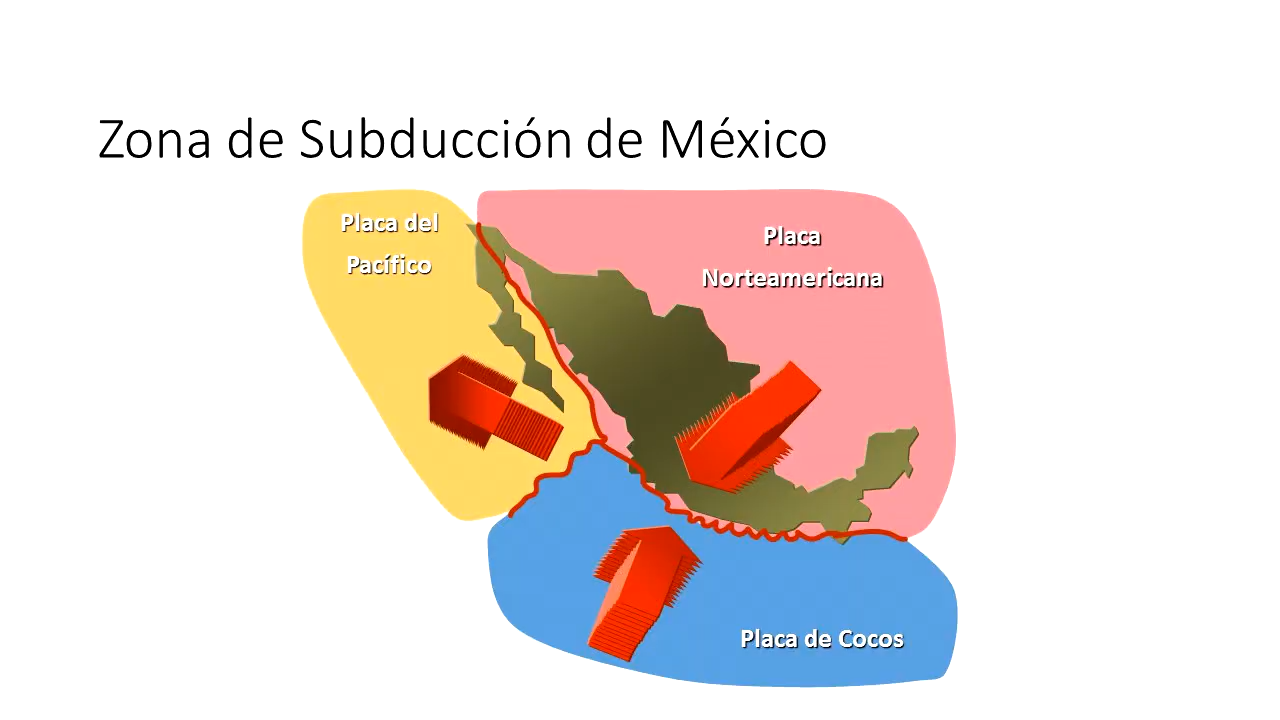 Zona de Subducción de México
Placa del
Pacífico
Placa
Norteamericana
Placa de Cocos